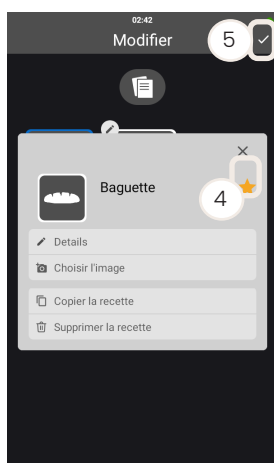 02:42
Modifier
5
Baguette
4
Details
Choisir l'image
Copier la recette
Supprimer la recette